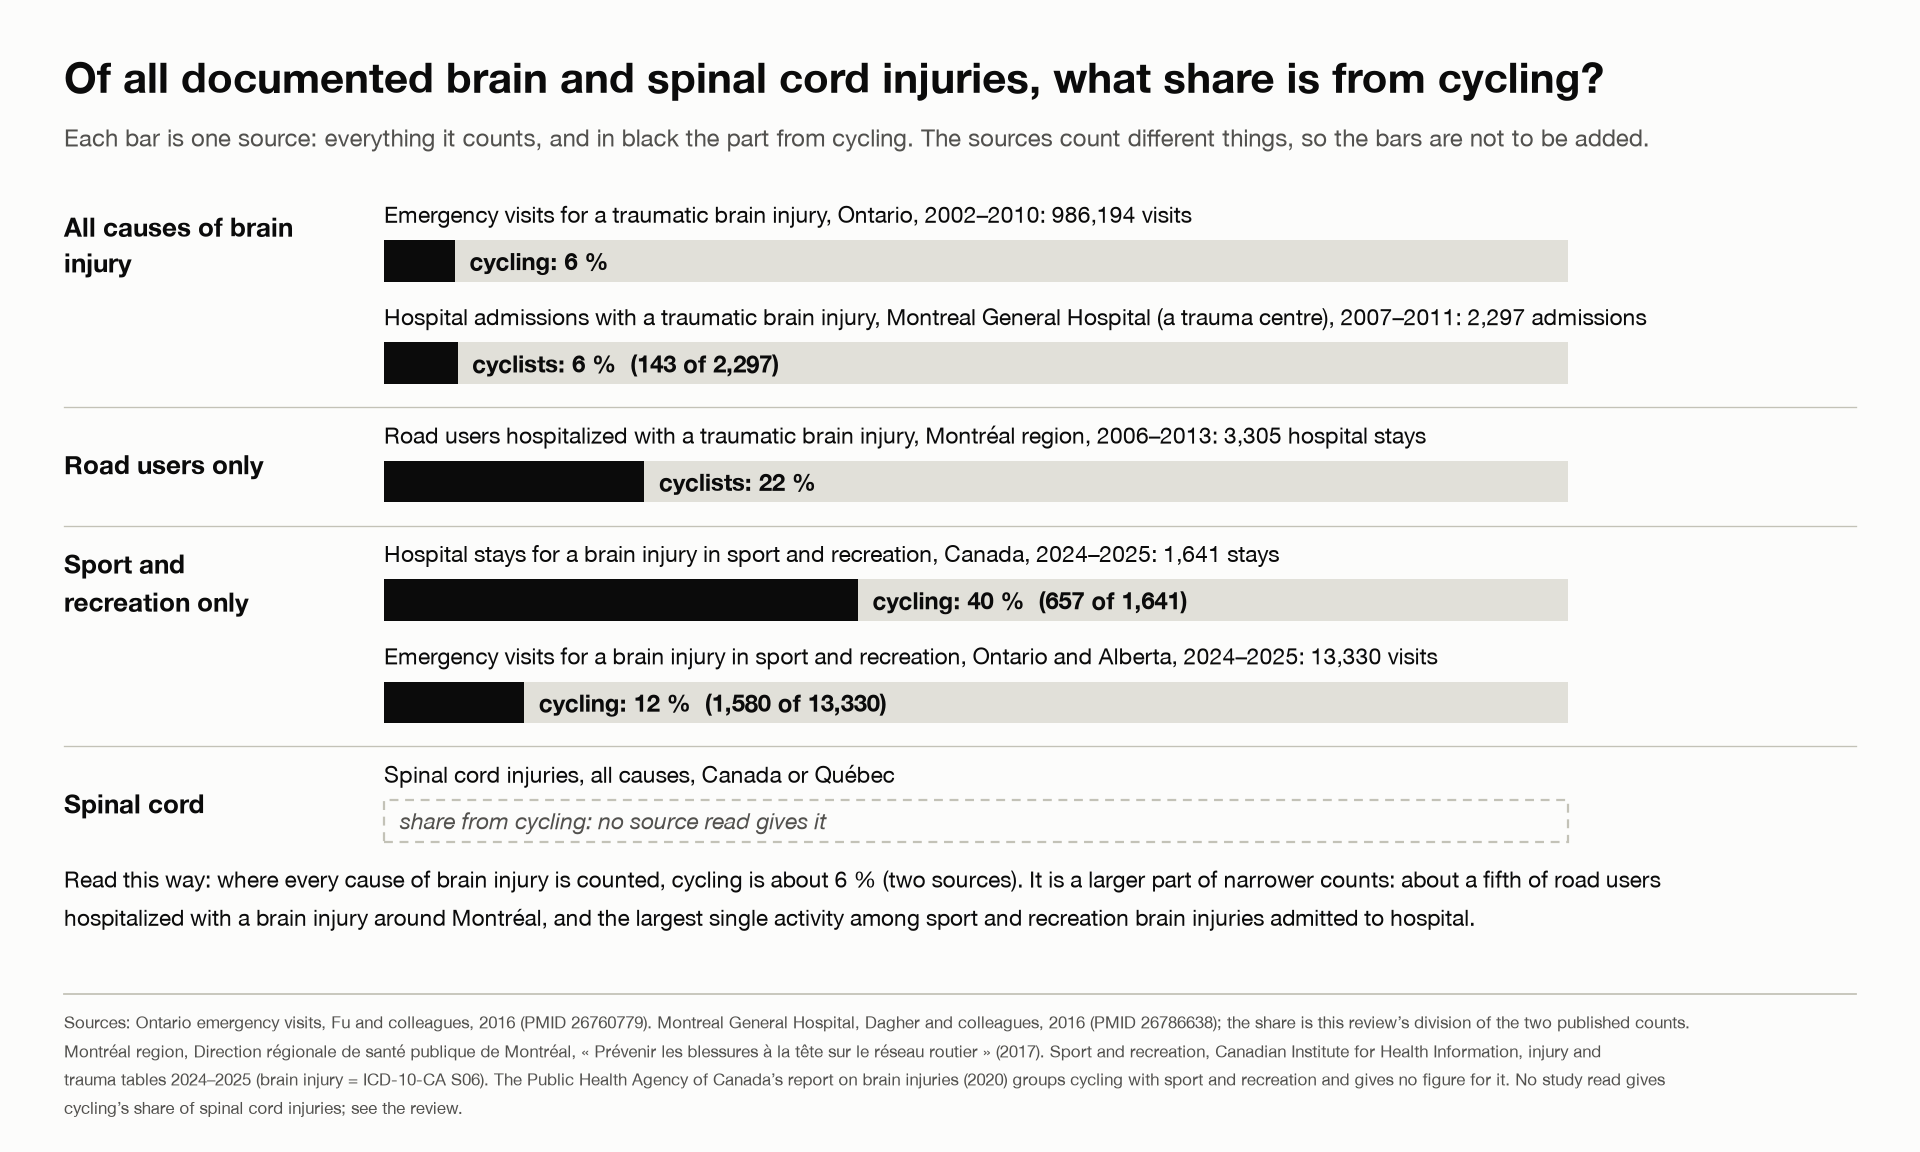 Of all documented brain and spinal cord injuries, what share is from cycling?
Each bar is one source: everything it counts, and in black the part from cycling. The sources count different things, so the bars are not to be added.
All causes of brain
injury
Emergency visits for a traumatic brain injury, Ontario, 2002–2010: 986,194 visits
cycling: 6 %
Hospital admissions with a traumatic brain injury, Montreal General Hospital (a trauma centre), 2007–2011: 2,297 admissions
cyclists: 6 % (143 of 2,297)
Road users only
Road users hospitalized with a traumatic brain injury, Montréal region, 2006–2013: 3,305 hospital stays
cyclists: 22 %
Sport and
recreation only
Hospital stays for a brain injury in sport and recreation, Canada, 2024–2025: 1,641 stays
cycling: 40 % (657 of 1,641)
Emergency visits for a brain injury in sport and recreation, Ontario and Alberta, 2024–2025: 13,330 visits
cycling: 12 % (1,580 of 13,330)
Spinal cord
Spinal cord injuries, all causes, Canada or Québec
share from cycling: no source read gives it
Read this way: where every cause of brain injury is counted, cycling is about 6 % (two sources). It is a larger part of narrower counts: about a fifth of road users
hospitalized with a brain injury around Montréal, and the largest single activity among sport and recreation brain injuries admitted to hospital.
Sources: Ontario emergency visits, Fu and colleagues, 2016 (PMID 26760779). Montreal General Hospital, Dagher and colleagues, 2016 (PMID 26786638); the share is this review’s division of the two published counts.
Montréal region, Direction régionale de santé publique de Montréal, « Prévenir les blessures à la tête sur le réseau routier » (2017). Sport and recreation, Canadian Institute for Health Information, injury and
trauma tables 2024–2025 (brain injury = ICD-10-CA S06). The Public Health Agency of Canada’s report on brain injuries (2020) groups cycling with sport and recreation and gives no figure for it. No study read gives
cycling’s share of spinal cord injuries; see the review.